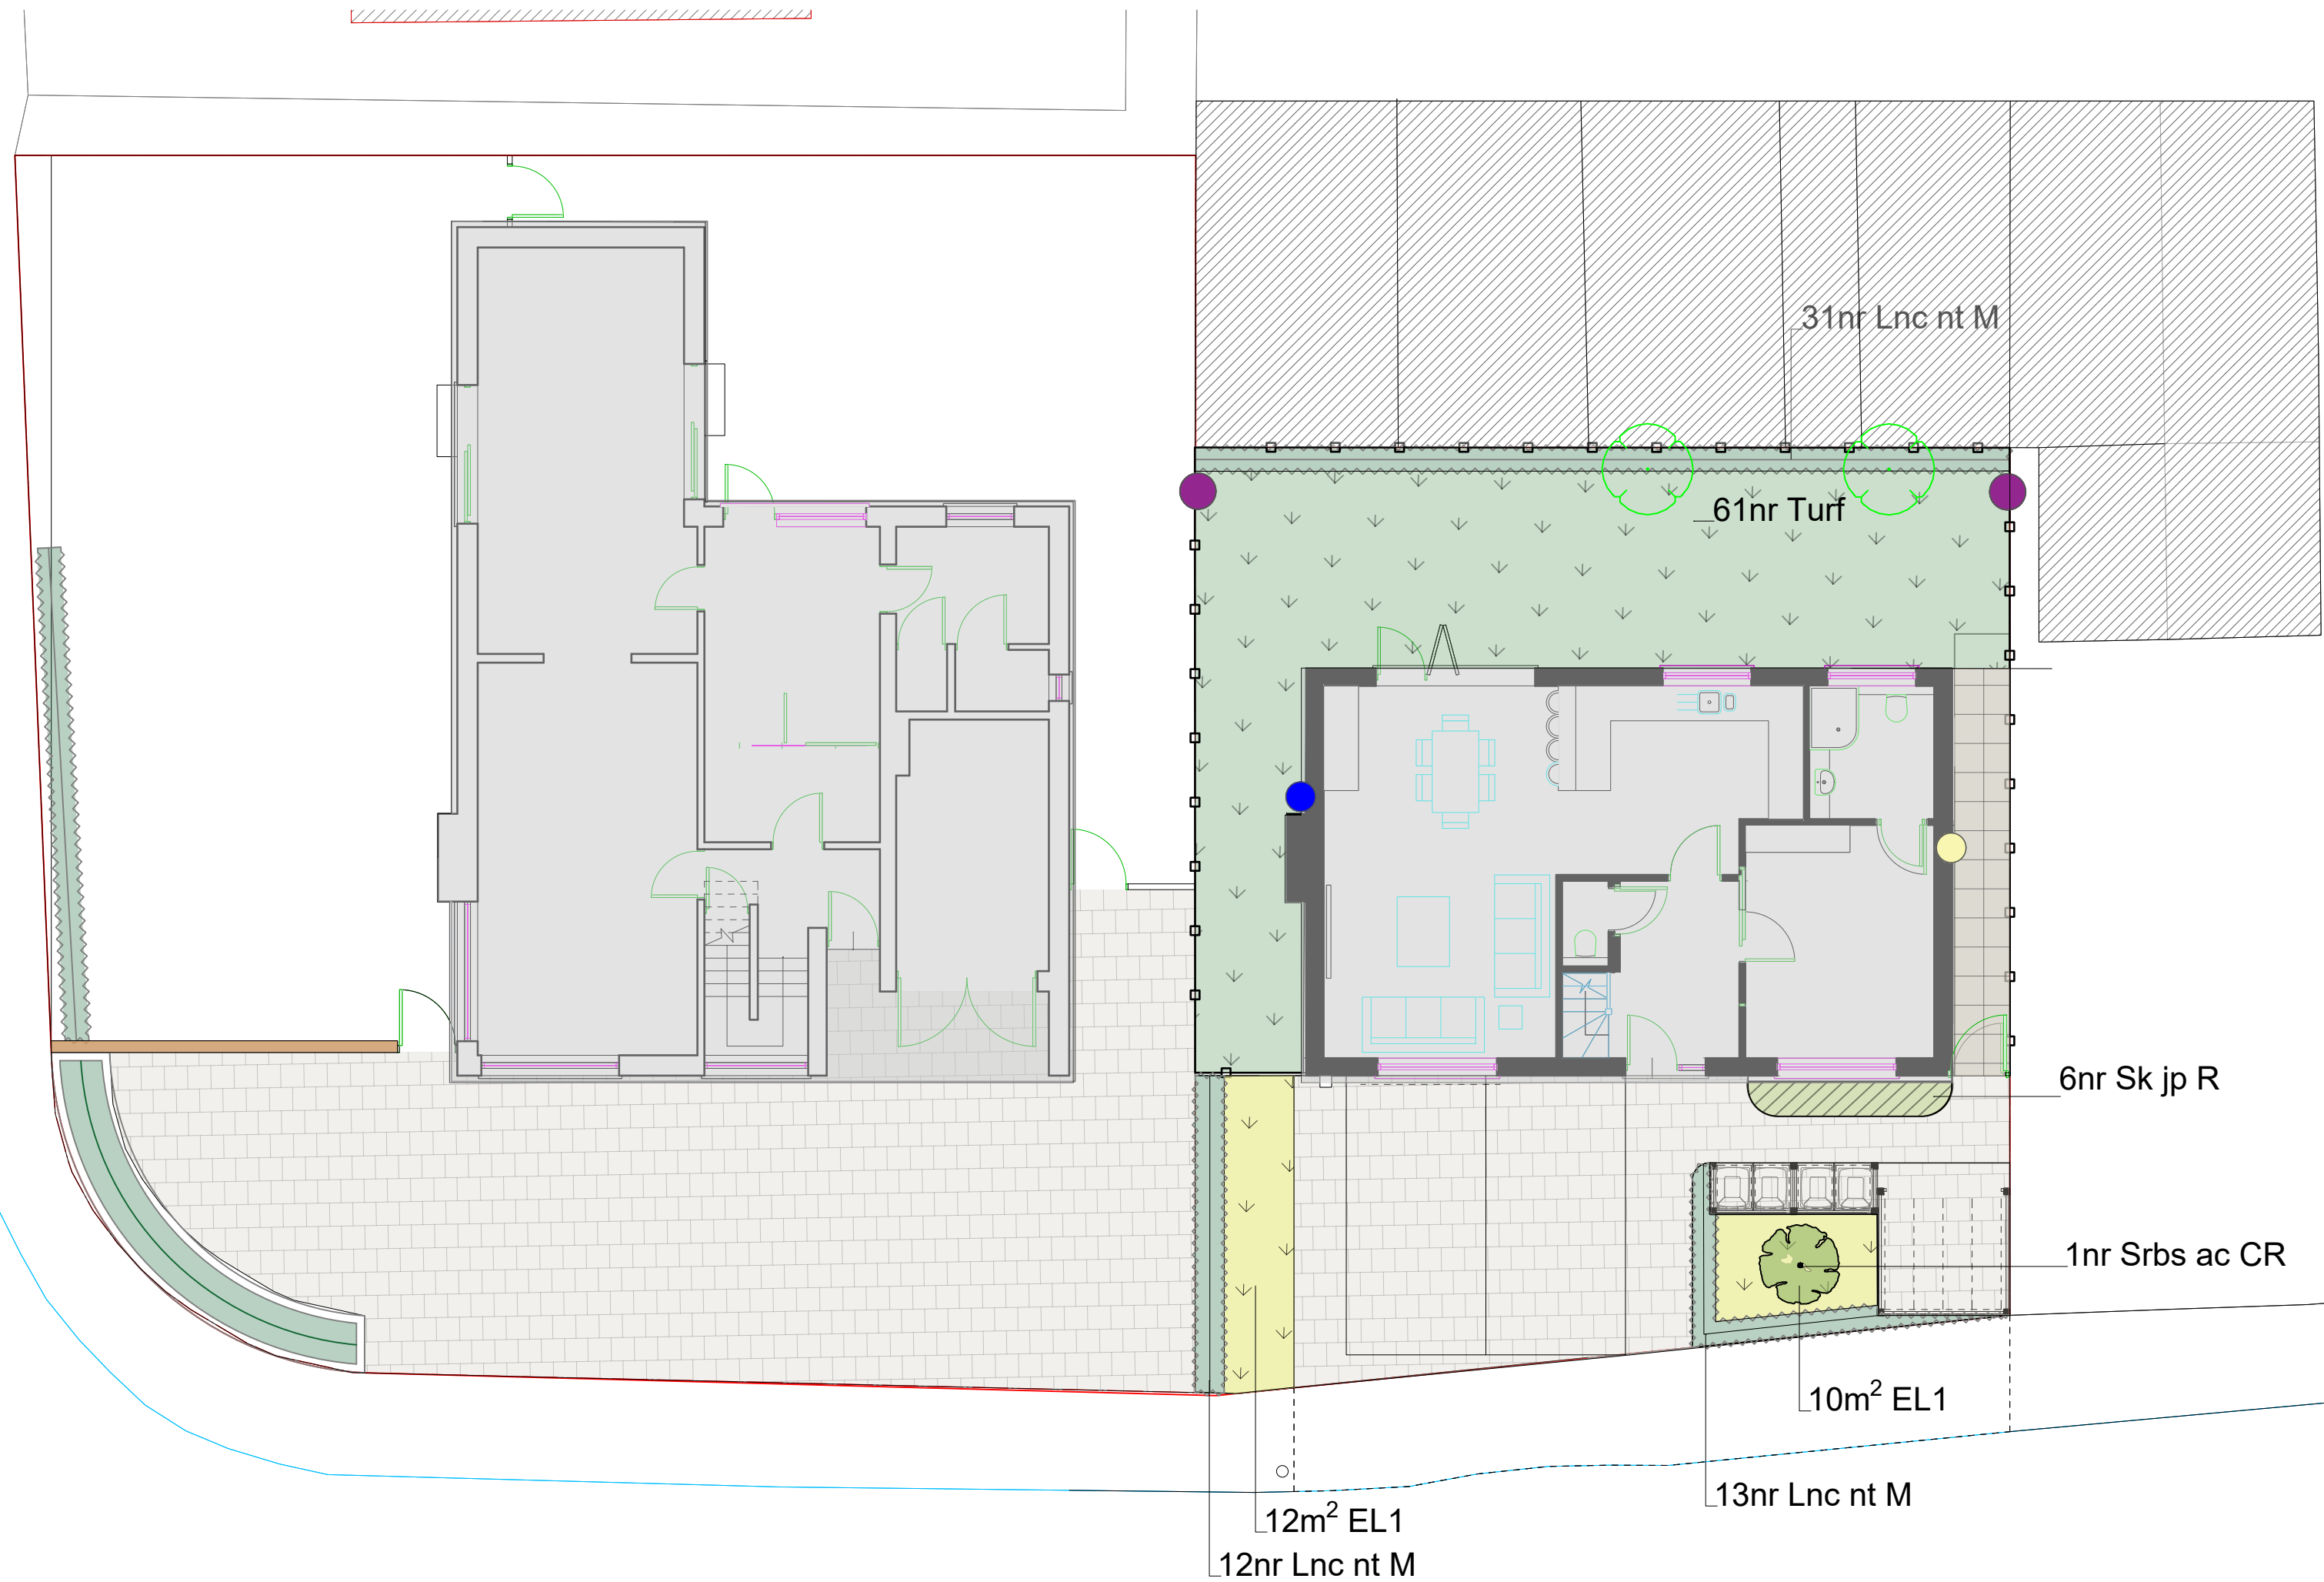 31nr Lnc nt M
61nr Turf
6nr Sk jp R
1nr Srbs ac CR
10m² EL1
13nr Lnc nt M
12m² EL1
12nr Lnc nt M